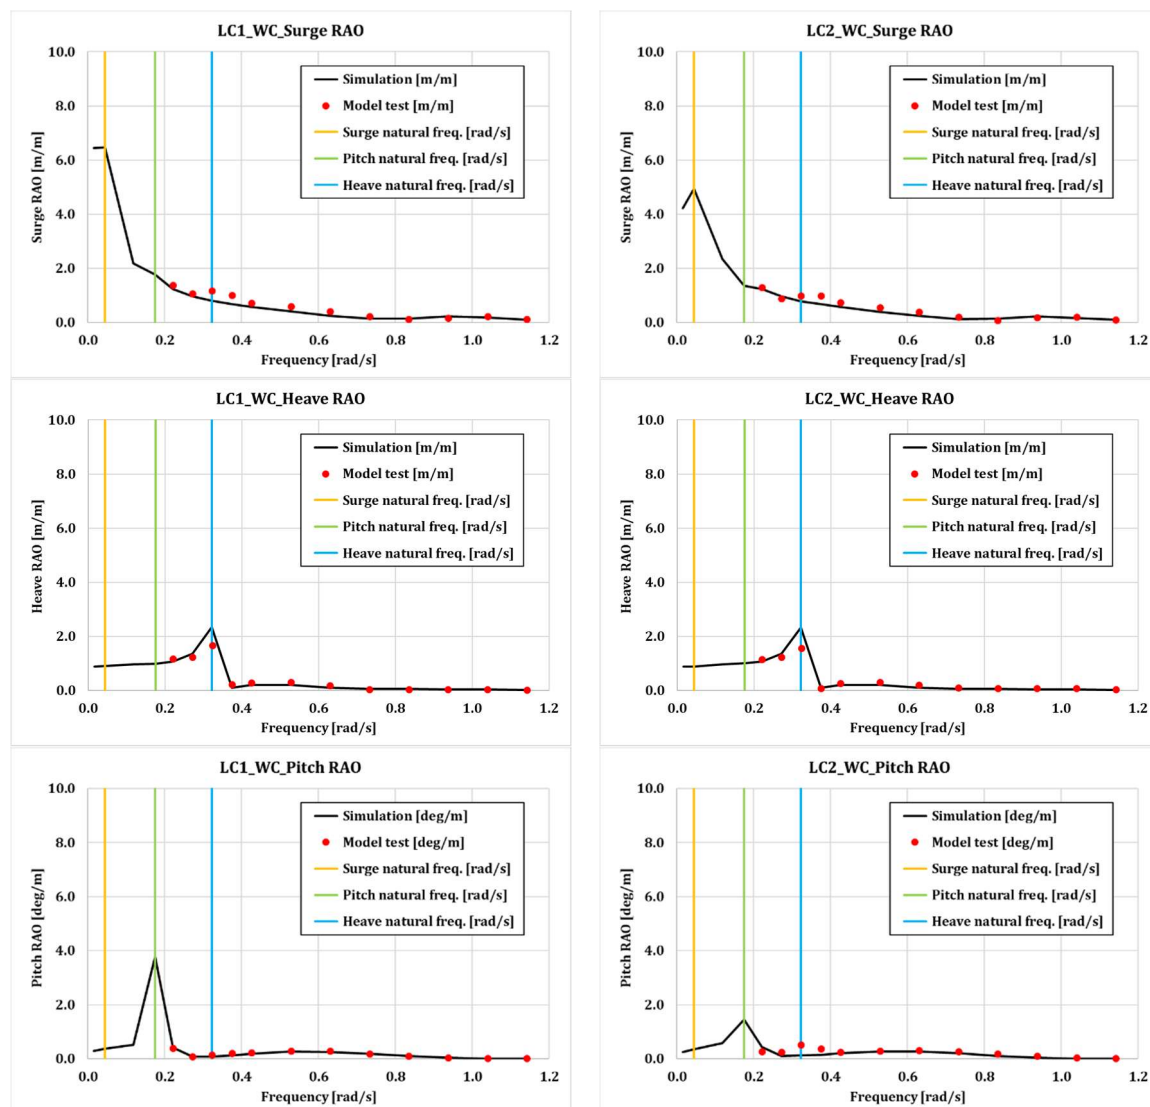 LC1_WC_Surge RAO
10.0
8.0
6.0
4.0
2.0
0.0
Surge RAO [m/m]
Simulation [m/m]
Model test [m/m]
Surge natural freq. [rad/s]
Pitch natural freq. [rad/s]
Heave natural freq. [rad/s]
0.0 0.2 0.4 0.6 0.8 1.0 1.2
Frequency [rad/s]
LC2_WC_Surge RAO
10.0
8.0
6.0
4.0
2.0
0.0
Surge RAO [m/m]
Simulation [m/m]
Model test [m/m]
Surge natural freq. [rad/s]
Pitch natural freq. [rad/s]
Heave natural freq. [rad/s]
0.0 0.2 0.4 0.6 0.8 1.0 1.2
Frequency [rad/s]
LC1_WC_Heave RAO
10.0
8.0
6.0
4.0
2.0
0.0
Heave RAO [m/m]
Simulation [m/m]
Model test [m/m]
Surge natural freq. [rad/s]
Pitch natural freq. [rad/s]
Heave natural freq. [rad/s]
0.0 0.2 0.4 0.6 0.8 1.0 1.2
Frequency [rad/s]
LC2_WC_Heave RAO
10.0
8.0
6.0
4.0
2.0
0.0
Heave RAO [m/m]
Simulation [m/m]
Model test [m/m]
Surge natural freq. [rad/s]
Pitch natural freq. [rad/s]
Heave natural freq. [rad/s]
0.0 0.2 0.4 0.6 0.8 1.0 1.2
Frequency [rad/s]
LC1_WC_Pitch RAO
10.0
8.0
6.0
4.0
2.0
0.0
Pitch RAO [deg/m]
Simulation [deg/m]
Model test [deg/m]
Surge natural freq. [rad/s]
Pitch natural freq. [rad/s]
Heave natural freq. [rad/s]
0.0 0.2 0.4 0.6 0.8 1.0 1.2
Frequency [rad/s]
LC2_WC_Pitch RAO
10.0
8.0
6.0
4.0
2.0
0.0
Pitch RAO [deg/m]
Simulation [deg/m]
Model test [deg/m]
Surge natural freq. [rad/s]
Pitch natural freq. [rad/s]
Heave natural freq. [rad/s]
0.0 0.2 0.4 0.6 0.8 1.0 1.2
Frequency [rad/s]